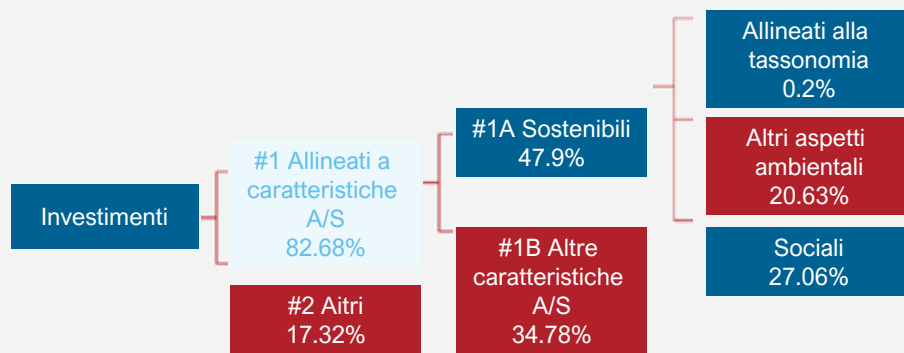 Investimenti
#1 Allineati a
caratteristiche
A/S
82.68%
#2 Aitri
17.32%
#1A Sostenibili
47.9%
#1B Altre
caratteristiche
A/S
34.78%
Allineati alla
tassonomia
0.2%
Altri aspetti
ambientali
20.63%
Sociali
27.06%